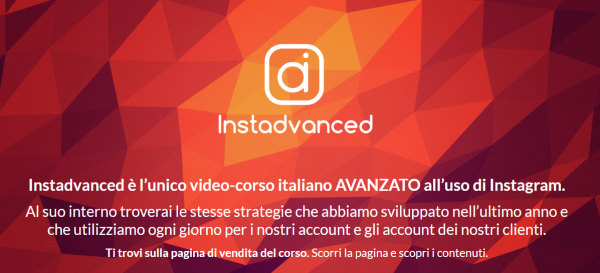 ai
Instadvanced
Instadvanced è l'unico video-corso italiano AVANZATO all'uso di Instagram.
Al suo interno troverai le stesse strategie che abbiamo sviluppato nell'ultimo anno e
che utilizziamo ogni giorno per i nostri account e gli account dei nostri clienti.
Ti trovi sulla pagina di vendita del corso. Scorri la pagina e scopri i contenuti.